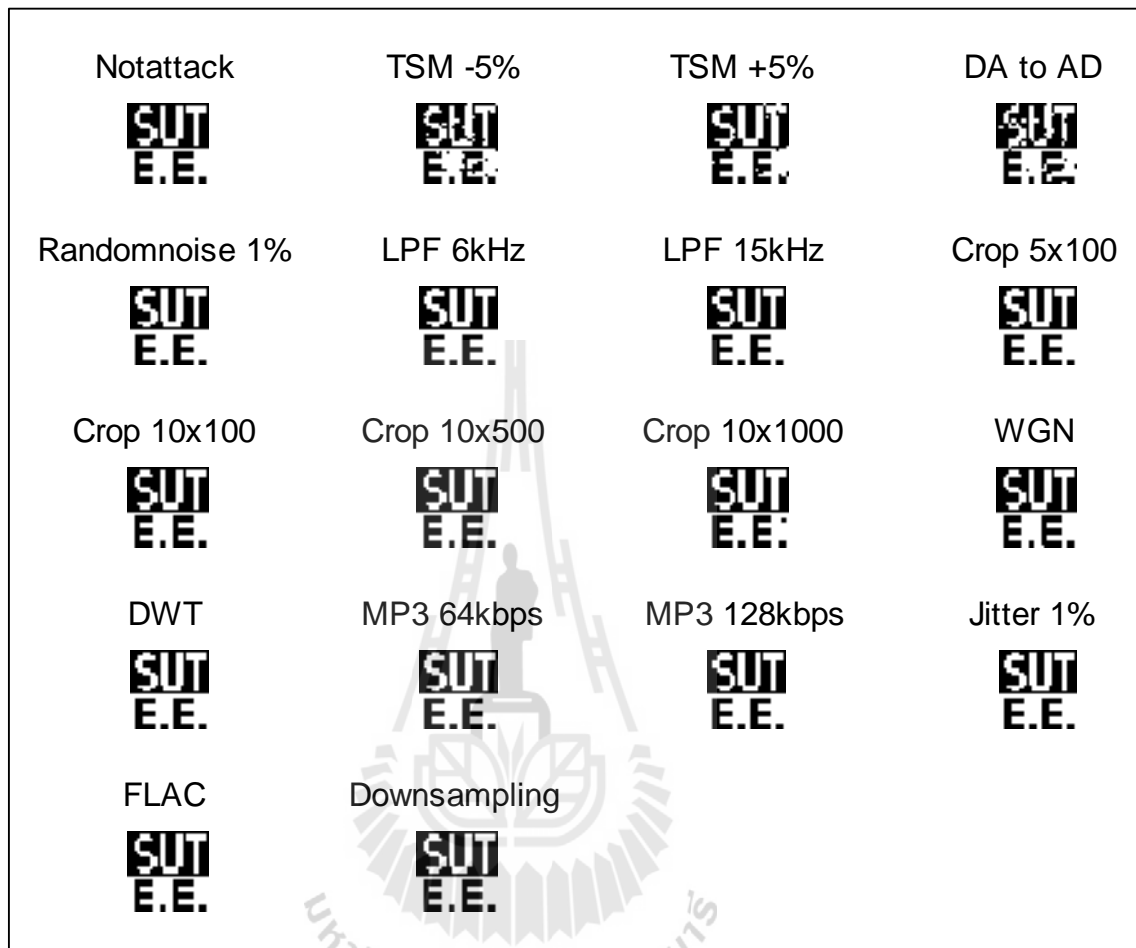 Notattack TSM -5% TSM +5% DA to AD
SUT SUT SUT SUT
E.E. E.E. E.E. E.E.
Randomnoise 1% LPF 6kHz LPF 15kHz Crop 5x100
SUT SUT SUT SUT
E.E. E.E. E.E. E.E.
Crop 10x100 Crop 10x500 Crop 10x1000 WGN
SUT SUT SUT SUT
E.E. E.E. E.E: E.E.
DWT MP3 64kbps MP3 128kbps Jitter 1%
SUT SUT SUT SUT
E.E. E.E. E.E. E.E.
FLAC Downsampling
SUT SUT
E.E. E.E.